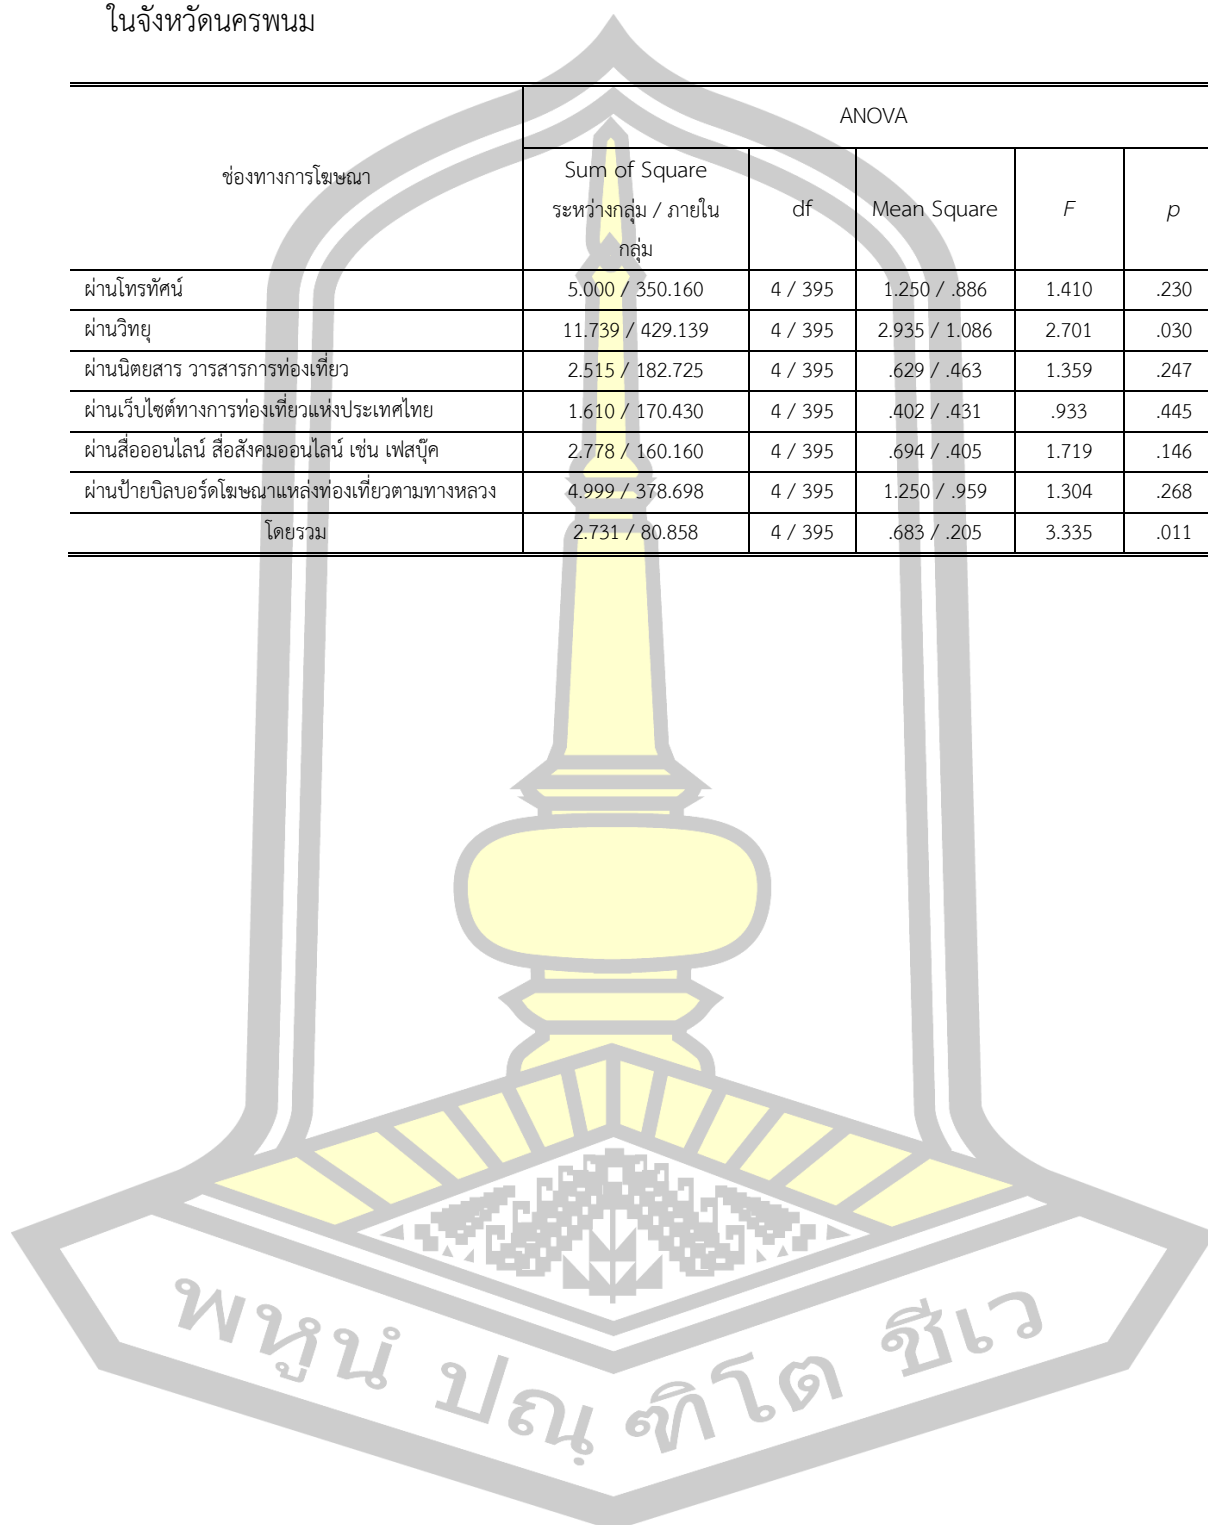 ในจังหวัดนครพนม
ช่องทางการโฆษณา
ANOVA
Sum of Square
ระหว่างกลุ่ม / ภายใน
กลุ่ม
df
Mean Square
F
p
ผ่านโทรทัศน์ 5.000 / 350.160 4 / 395 1.250 / .886 1.410 .230
ผ่านวิทยุ 11.739 / 429.139 4 / 395 2.935 / 1.086 2.701 .030
ผ่านนิตยสาร วารสารการท่องเที่ยว 2.515 / 182.725 4 / 395 .629 / .463 1.359 .247
ผ่านเว็บไซต์ทางการท่องเที่ยวแห่งประเทศไทย 1.610 / 170.430 4 / 395 .402 / .431 .933 .445
ผ่านสื่อออนไลน์ สื่อสังคมออนไลน์ เช่น เฟสบุ๊ค 2.778 / 160.160 4 / 395 .694 / .405 1.719 .146
ผ่านป้ายบิลบอร์ดโฆษณาแหล่งท่องเที่ยวตามทางหลวง 4.999 / 378.698 4 / 395 1.250 / .959 1.304 .268
โดยรวม 2.731 / 80.858 4 / 395 .683 / .205 3.335 .011
พหูนํ ปณฺฑิโต ชีเว